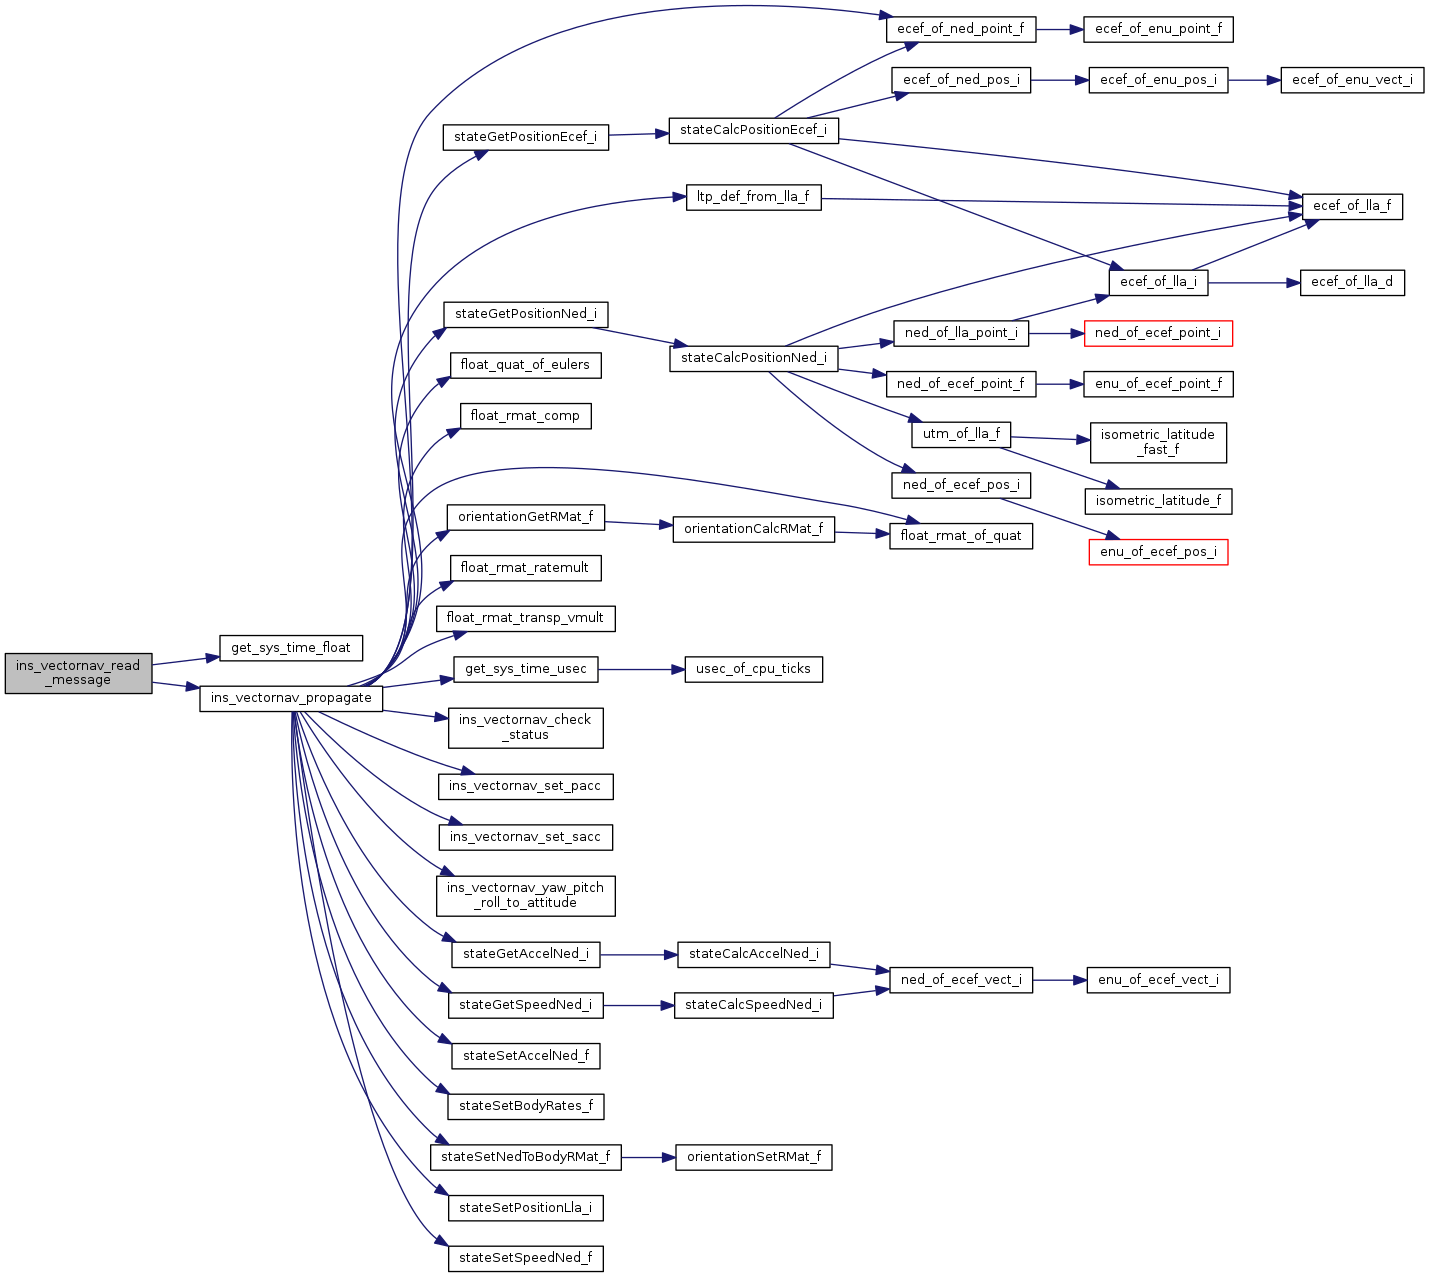 ecef_of_ned_point_f
ecef_of_enu_point_f
ecef_of_ned_pos_i
ecef_of_enu_pos_i
ecef_of_enu_vect_i
stateGetPositionEcef_i
stateCalcPositionEcef_i
ltp_def_from_lla_f
ecef_of_lla_f
ecef_of_lla_i
ecef_of_lla_d
stateGetPositionNed_i
ned_of_lla_point_i
ned_of_ecef_point_i
stateCalcPositionNed_i
float_quat_of_eulers
ned_of_ecef_point_f
enu_of_ecef_point_f
float_rmat_comp
utm_of_lla_f
isometric_latitude
_fast_f
ned_of_ecef_pos_i
isometric_latitude_f
orientationGetRMat_f
orientationCalcRMat_f
float_rmat_of_quat
enu_of_ecef_pos_i
float_rmat_ratemult
float_rmat_transp_vmult
get_sys_time_float
ins_vectornav_read
_message
get_sys_time_usec
usec_of_cpu_ticks
ins_vectornav_propagate
ins_vectornav_check
_status
ins_vectornav_set_pacc
ins_vectornav_set_sacc
ins_vectornav_yaw_pitch
_roll_to_attitude
stateGetAccelNed_i
stateCalcAccelNed_i
ned_of_ecef_vect_i
enu_of_ecef_vect_i
stateGetSpeedNed_i
stateCalcSpeedNed_i
stateSetAccelNed_f
stateSetBodyRates_f
stateSetNedToBodyRMat_f
orientationSetRMat_f
stateSetPositionLla_i
stateSetSpeedNed_f